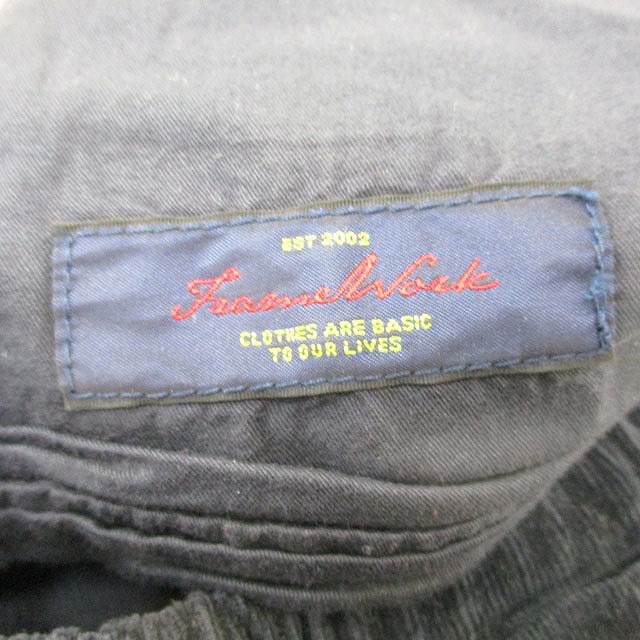 EST 2002
FrameWork
CLOTHES ARE BASIC
TO OUR LIVES